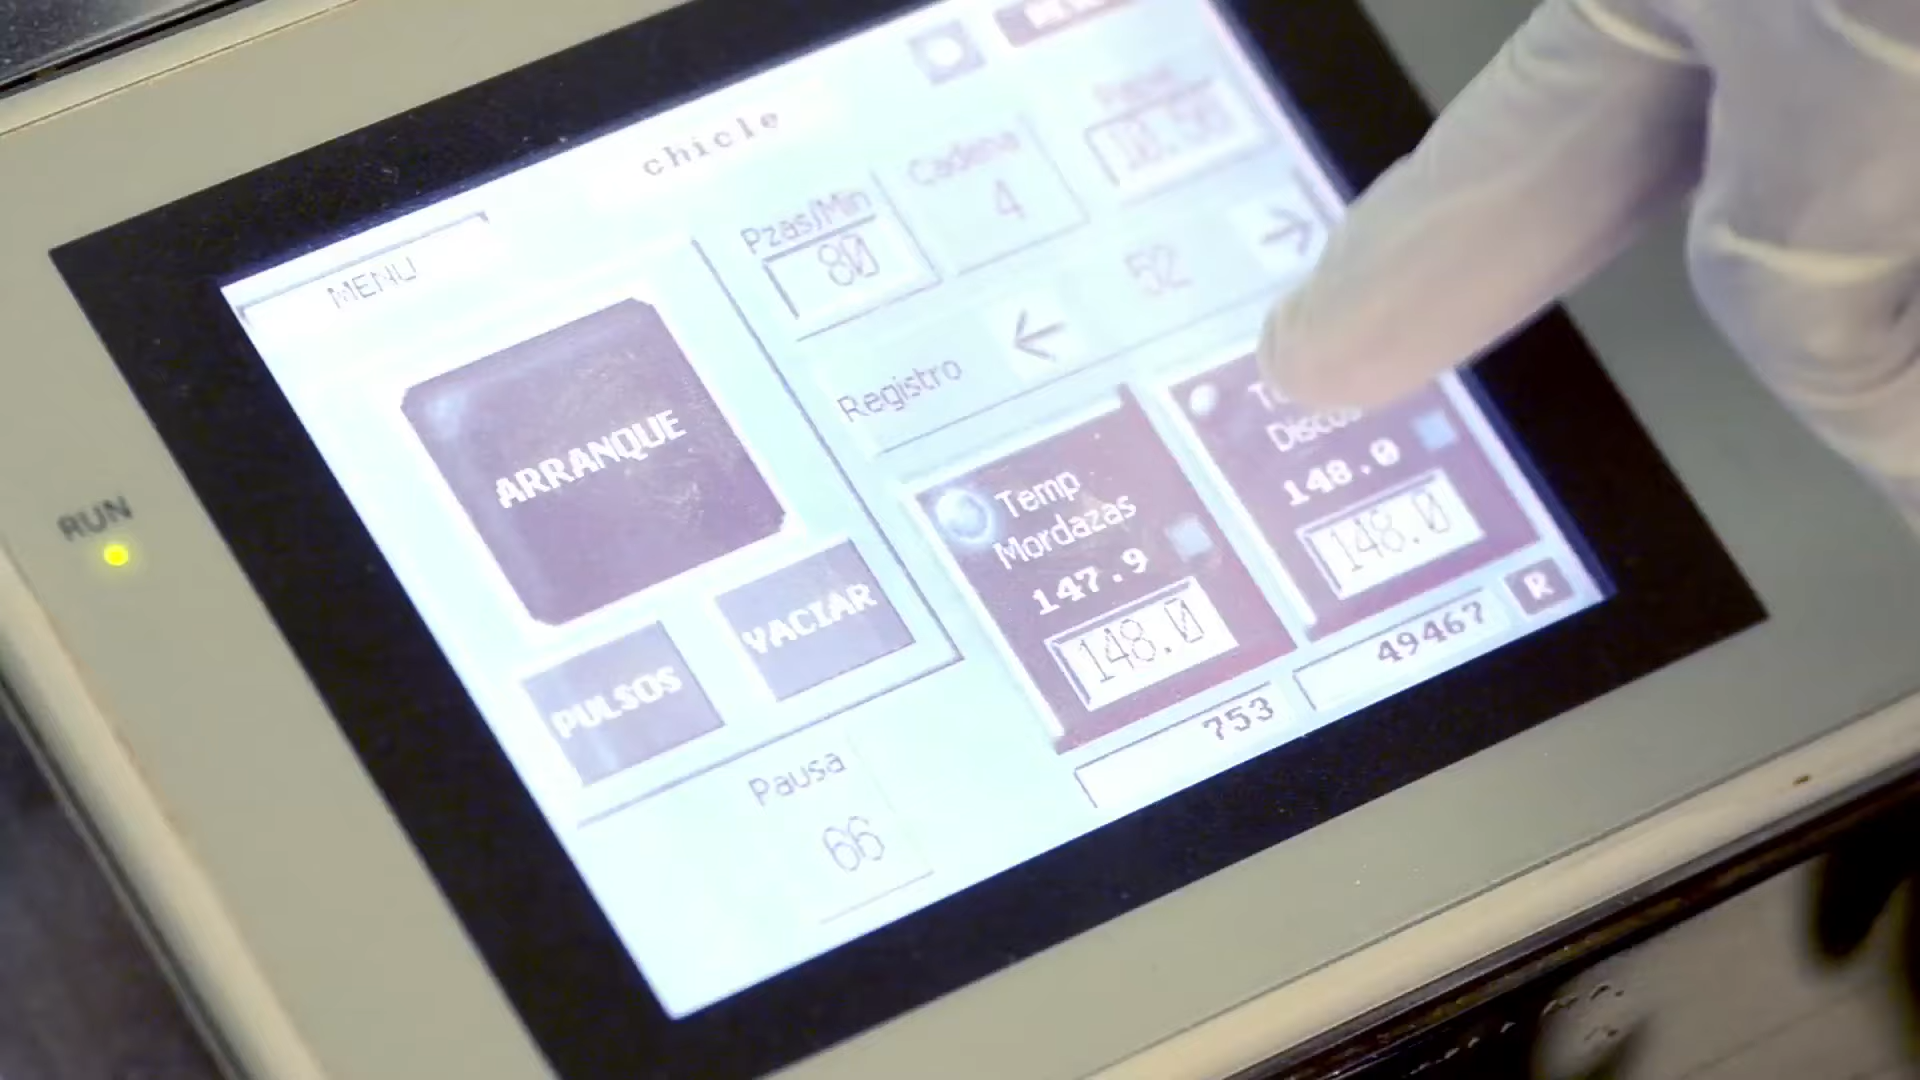 chicle
MENU
Pzas/Min
80
Cadena
4
52
Registro
ARRANQUE
PULSOS
VACIAR
Temp
Mordazas
147.9
148.0
Discos
148.0
148.0
753
49467
R
Pausa
66
RUN